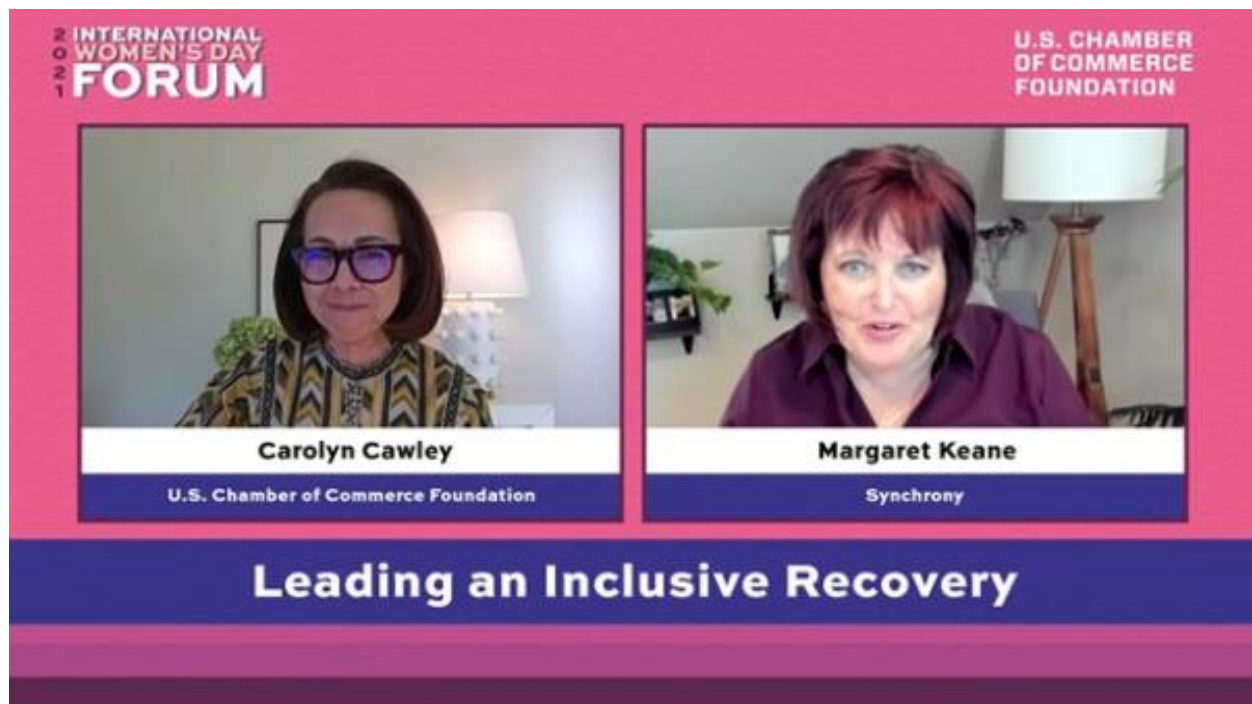 2021
INTERNATIONAL
WOMEN'S DAY
FORUM
U.S. CHAMBER
OF COMMERCE
FOUNDATION
Carolyn Cawley
U.S. Chamber of Commerce Foundation
Margaret Keane
Synchrony
Leading an Inclusive Recovery